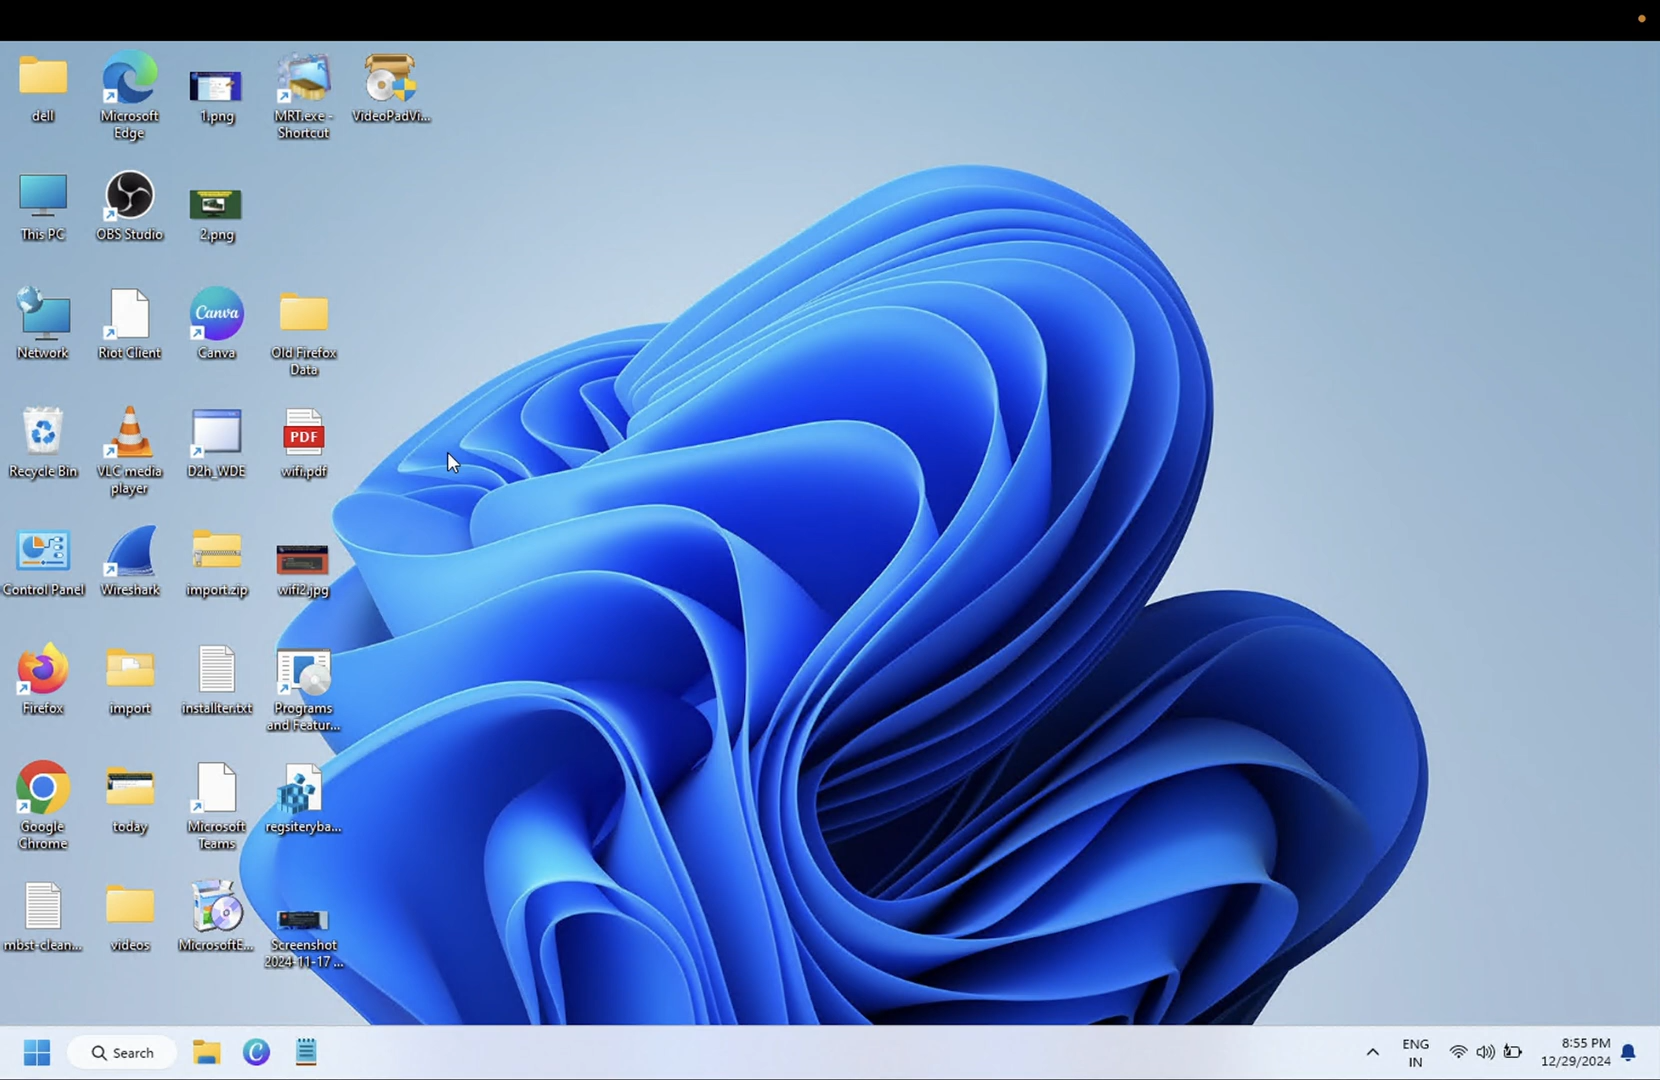 dell
Microsoft
Edge
1.png
MRT.exe -
Shortcut
VideoPadVi...
This PC
OBS Studio
2.png
Network
Riot Client
Canva
Canva
Old Firefox
Data
Recycle Bin
VLC media
player
D2h_WDE
PDF
wifi.pdf
Control Panel
Wireshark
import.zip
wifi2.jpg
Firefox
import
installter.txt
Programs
and Featur...
Google
Chrome
today
Microsoft
Teams
regsiteryba...
mbst-clean...
videos
MicrosoftE...
Screenshot
2024-11-17 ...
Search
ENG
IN
8:55 PM
12/29/2024